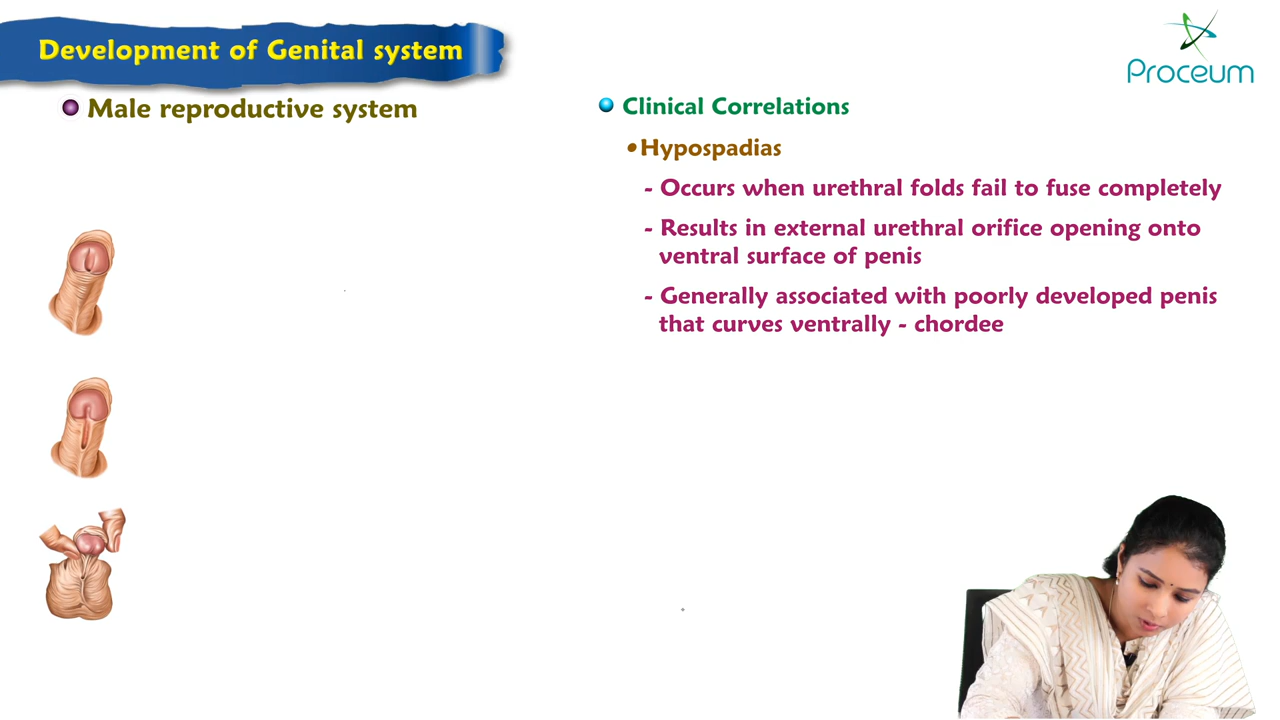 Development of Genital system
Proceum
Male reproductive system
Clinical Correlations
•Hypospadias
- Occurs when urethral folds fail to fuse completely
- Results in external urethral orifice opening onto
ventral surface of penis
- Generally associated with poorly developed penis
that curves ventrally - chordee